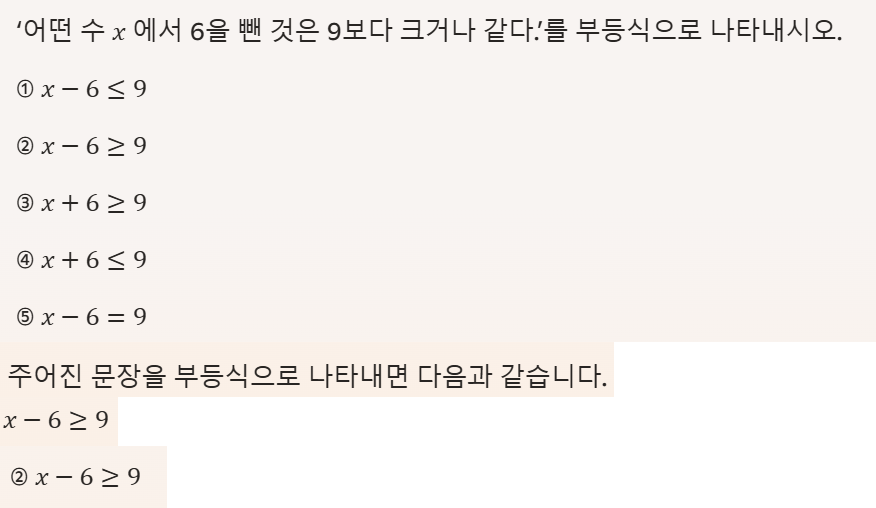 ‘어떤 수 x 에서 6을 뺀 것은 9보다 크거나 같다.’를 부등식으로 나타내시오.
① x − 6 ≤ 9
② x − 6 ≥ 9
③ x + 6 ≥ 9
④ x + 6 ≤ 9
⑤ x − 6 = 9
주어진 문장을 부등식으로 나타내면 다음과 같습니다.
x − 6 ≥ 9
② x − 6 ≥ 9